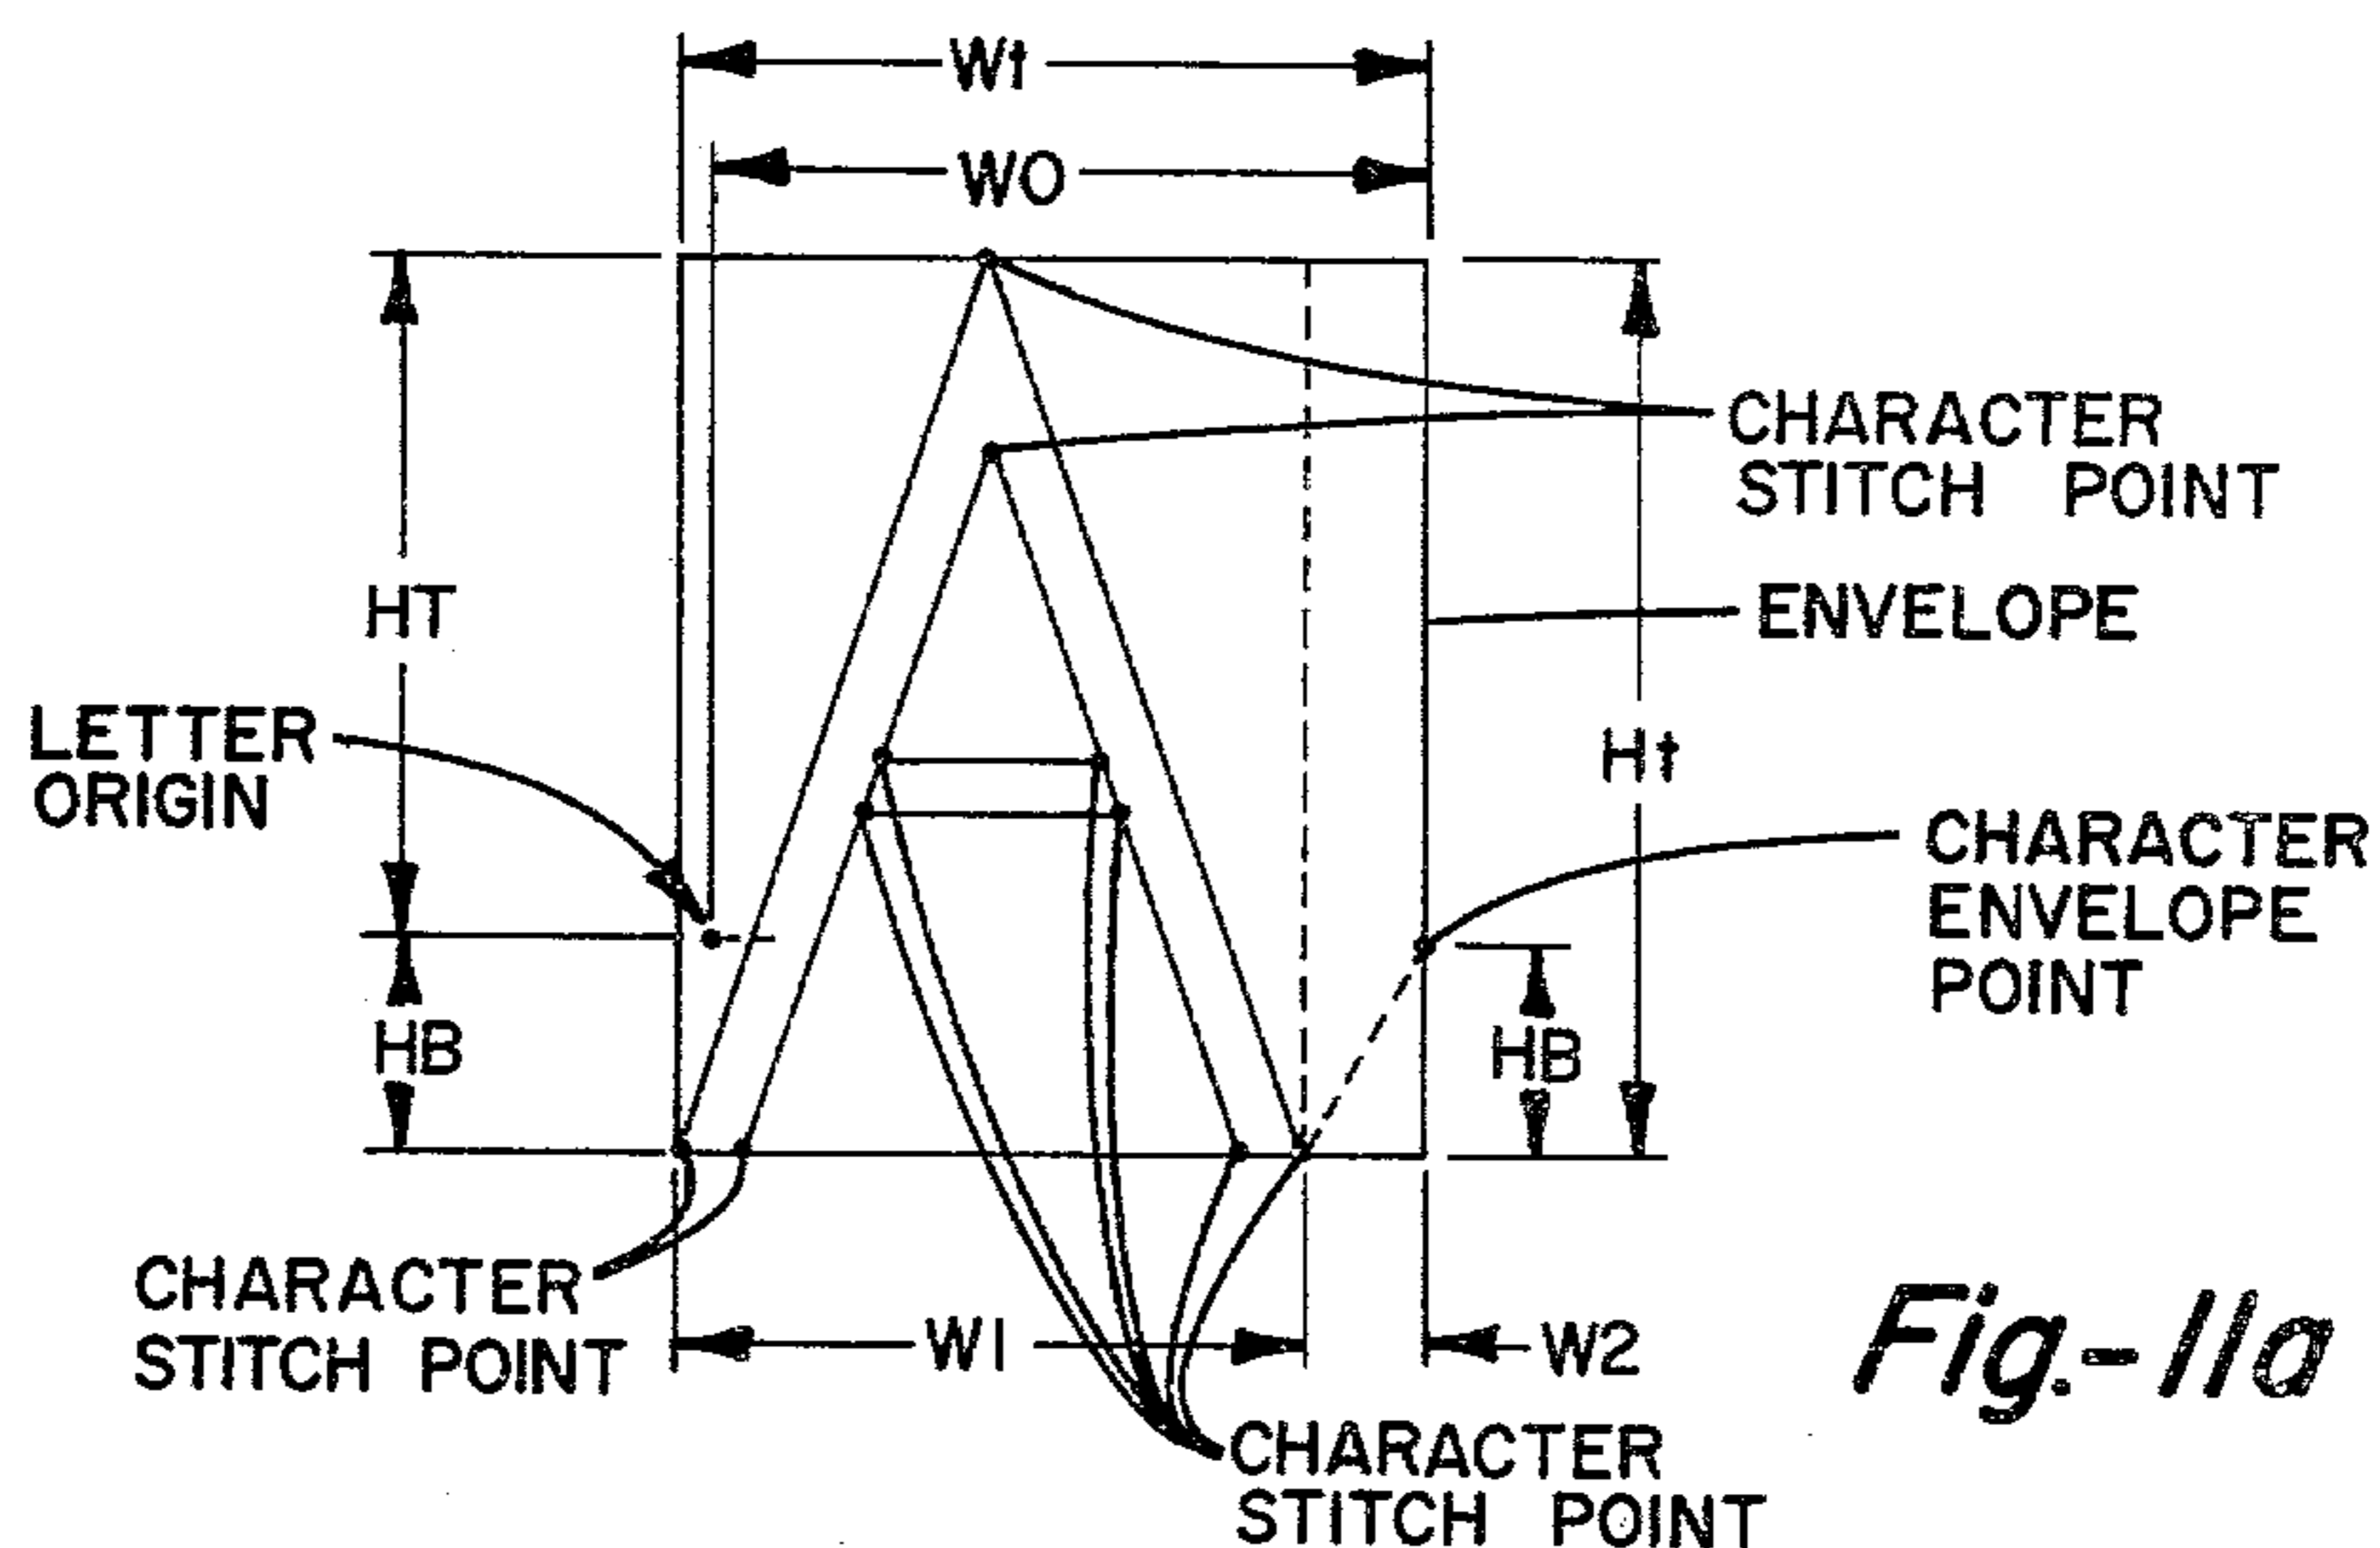 Wt
WO
CHARACTER
STITCH POINT
HT
ENVELOPE
LETTER
ORIGIN
Ht
CHARACTER
ENVELOPE
POINT
HB
HB
CHARACTER
STITCH POINT
W1
W2
CHARACTER
STITCH POINT
Fig.-11a